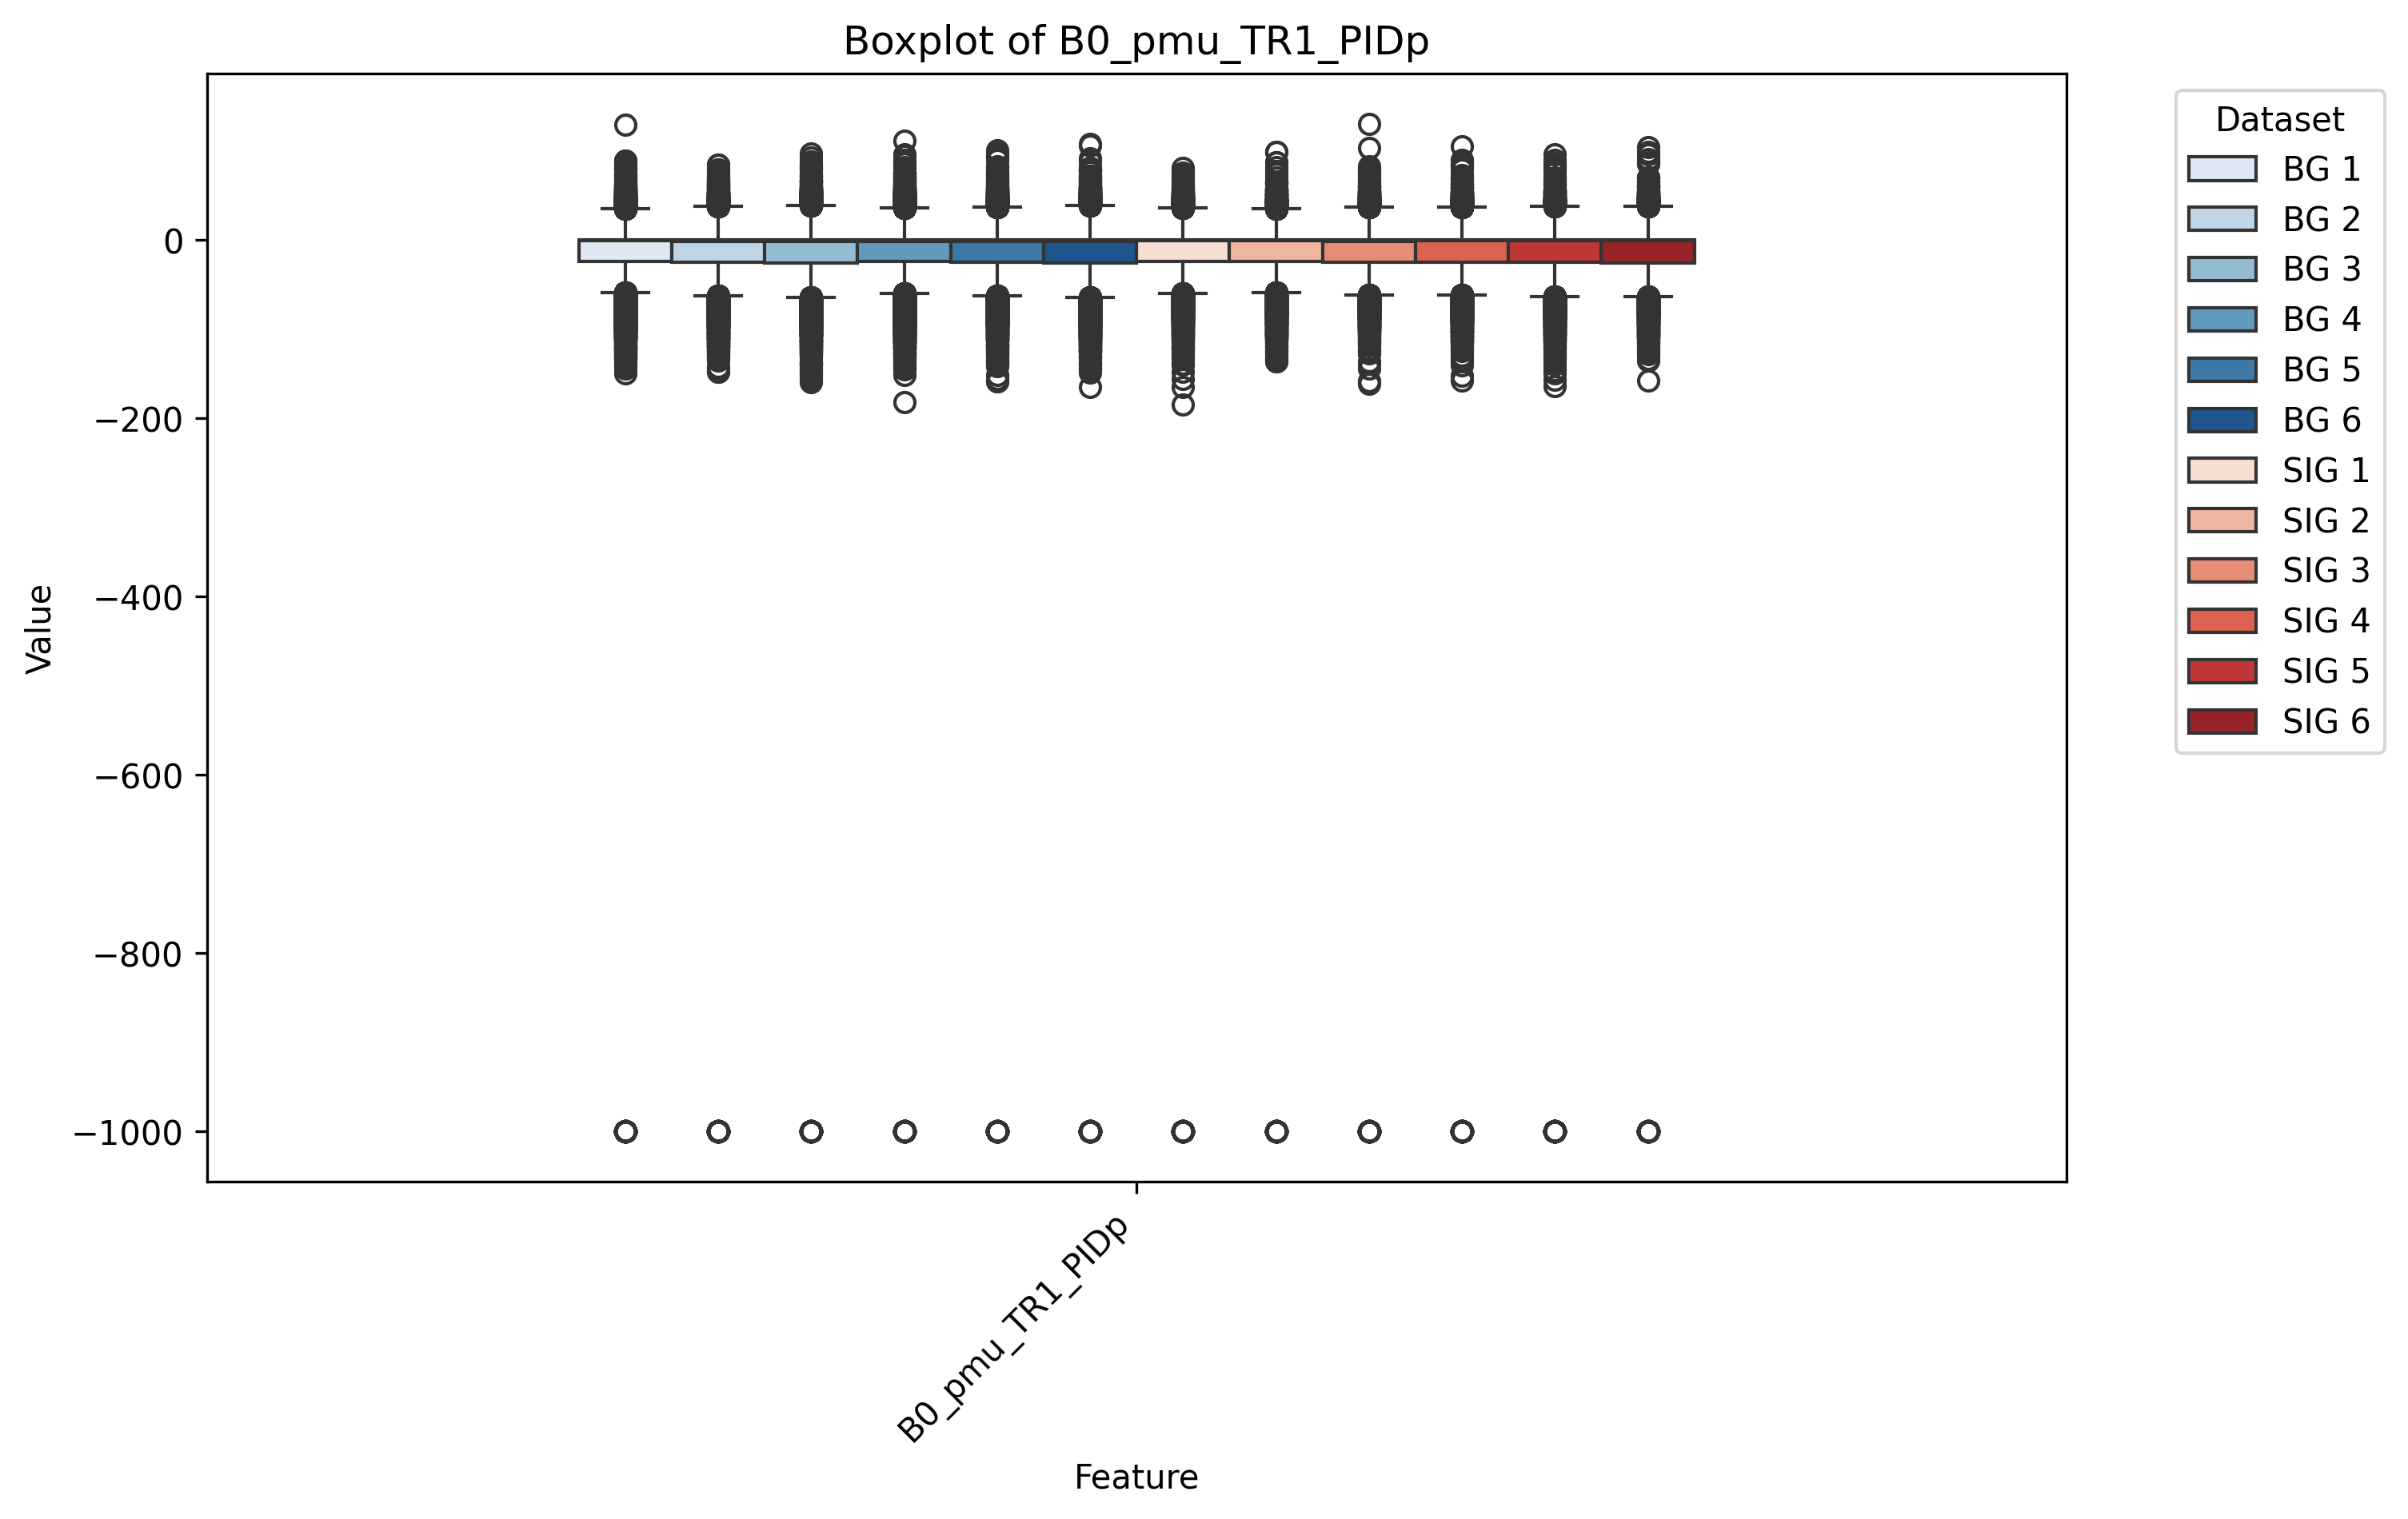 Boxplot of B0_pmu_TR1_PIDp
Value
0
−200
−400
−600
−800
−1000
B0_pmu_TR1_PIDp
Feature
Dataset
BG 1
BG 2
BG 3
BG 4
BG 5
BG 6
SIG 1
SIG 2
SIG 3
SIG 4
SIG 5
SIG 6